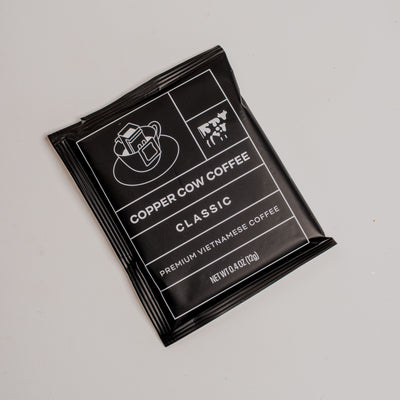 COPPER COW COFFEE
CLASSIC
PREMIUM VIETNAMESE COFFEE
NET WT 0.4 OZ (12g)